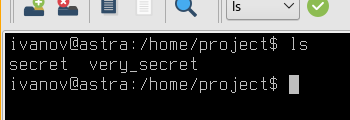 ls
ivanov@astra:/home/project$ ls
secret  very_secret
ivanov@astra:/home/project$